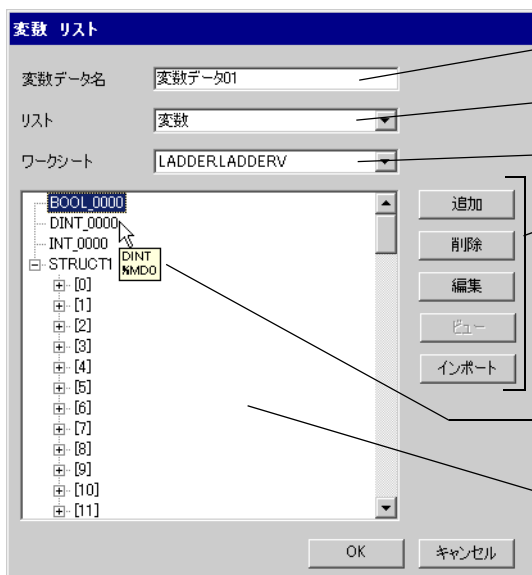 変数 リスト
変数データ名 変数データ01
リスト 変数
ワークシート LADDER.LADDERV
BOOL_0000
DINT_0000
INT_0000
DINT
%MD0
STRUCT1
[0]
[1]
[2]
[3]
[4]
[5]
[6]
[7]
[8]
[9]
[10]
[11]
追加
削除
編集
ビュー
インポート
OK
キャンセル